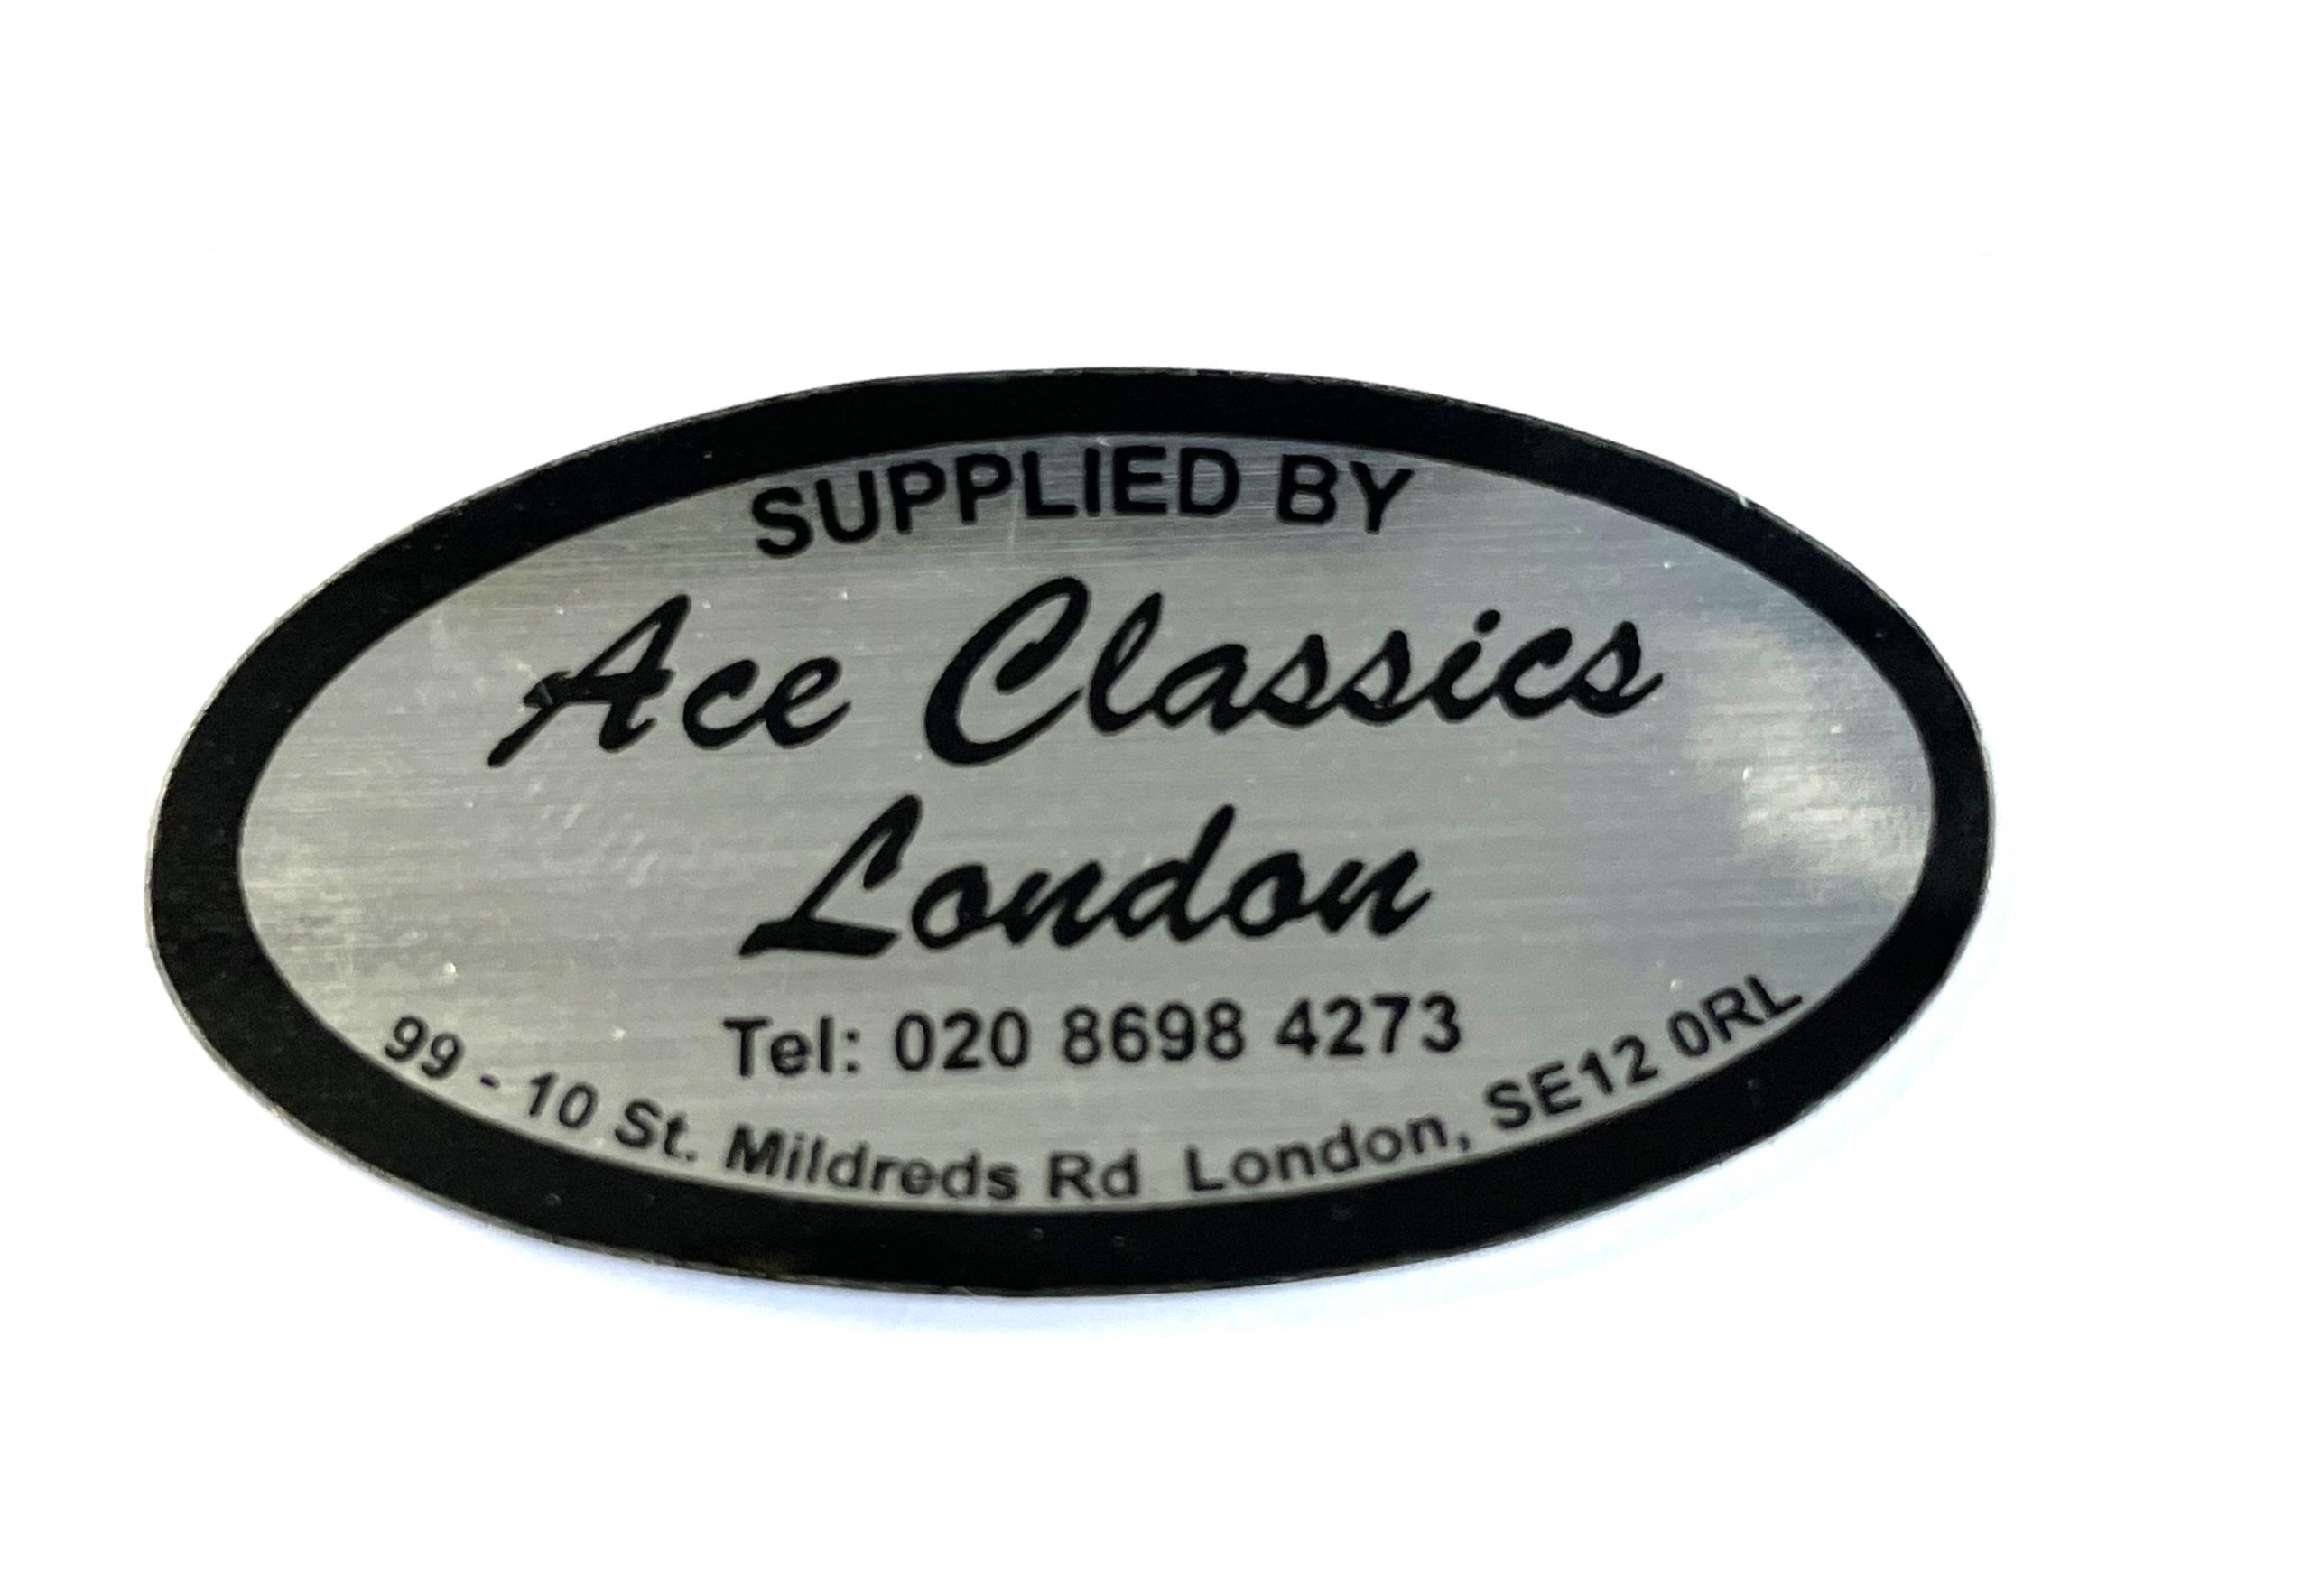 SUPPLIED BY
Ace Classics
London
Tel: 020 8698 4273
99 - 10 St. Mildreds Rd London, SE12 0RL